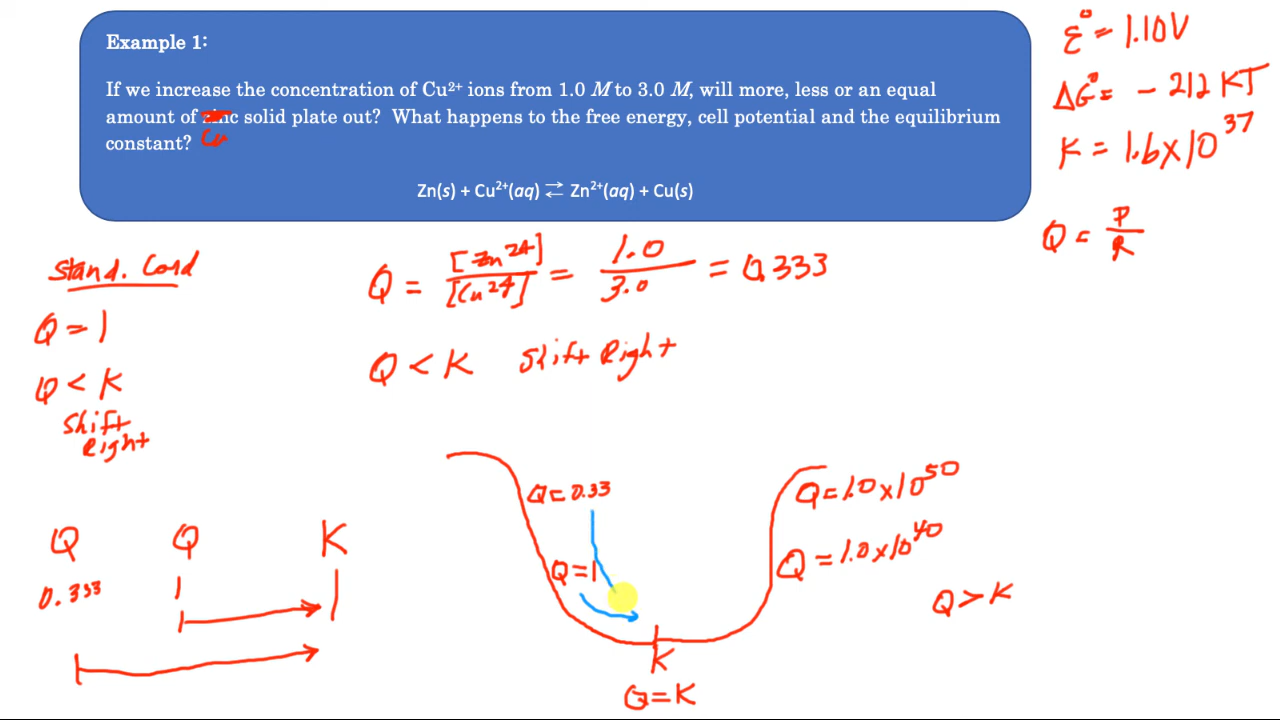 Example 1:
If we increase the concentration of Cu²⁺ ions from 1.0 M to 3.0 M, will more, less or an equal
amount of zinc solid plate out? What happens to the free energy, cell potential and the equilibrium
Cu
constant?
Zn(s) + Cu²⁺(aq) ⇄ Zn²⁺(aq) + Cu(s)
ℰ° = 1.10V
ΔG° = - 212 KJ
K = 1.6x10³⁷
Q = P/R
Stand. Cond
Q = 1
Q < K
Shift
Right
Q = [Zn²⁺]/[Cu²⁺] = 1.0/3.0 = 0.333
Q < K Shift Right
Q Q K
0.333 1 1
Q = 0.33
Q = 1
K
Q = K
Q = 1.0 x 10⁵⁰
Q = 1.0 x 10⁴⁰
Q > K